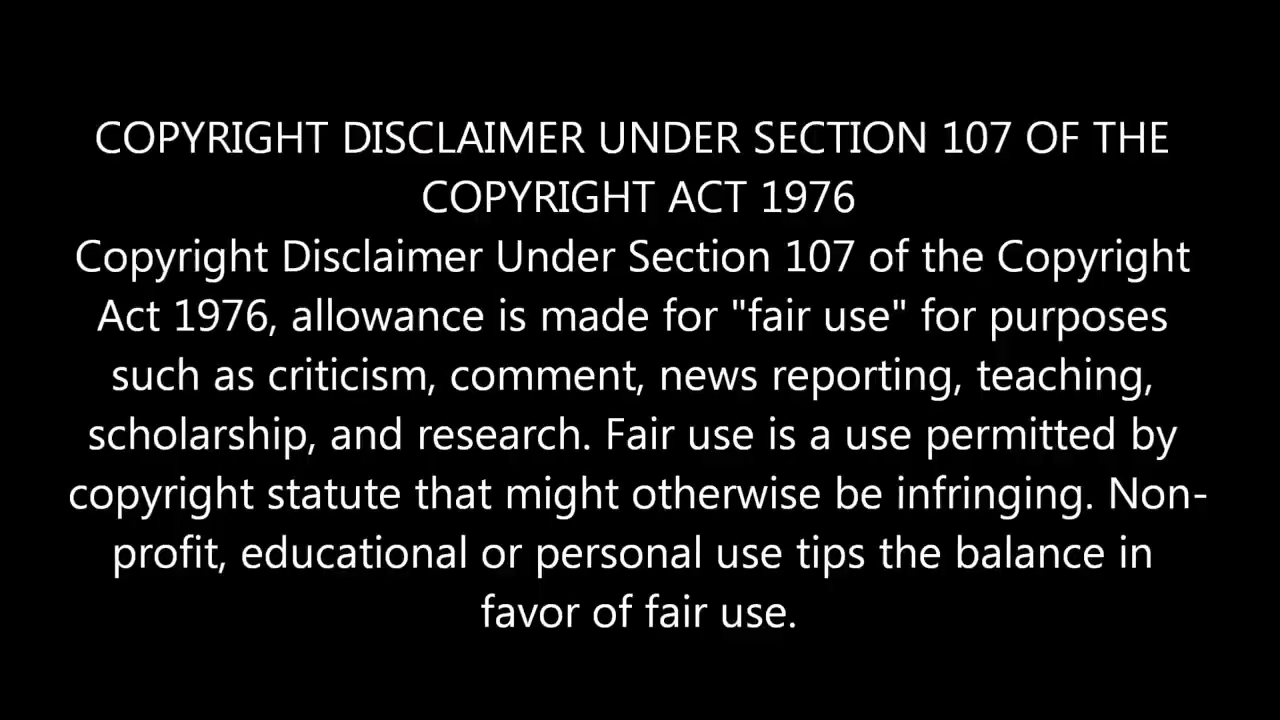 COPYRIGHT DISCLAIMER UNDER SECTION 107 OF THE
COPYRIGHT ACT 1976
Copyright Disclaimer Under Section 107 of the Copyright
Act 1976, allowance is made for "fair use" for purposes
such as criticism, comment, news reporting, teaching,
scholarship, and research. Fair use is a use permitted by
copyright statute that might otherwise be infringing. Non-
profit, educational or personal use tips the balance in
favor of fair use.